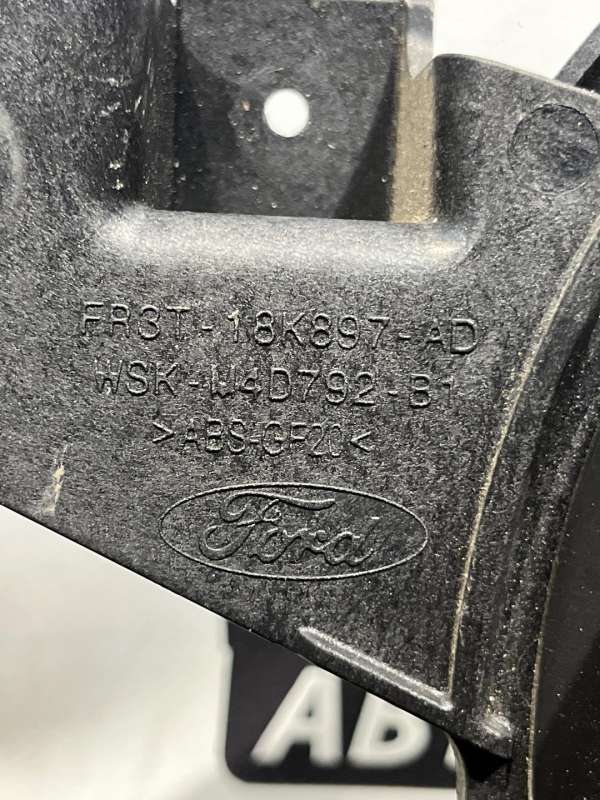 FR3T-18K897-AD
WSK-M4D792-B1
>ABS-GF20<
Ford